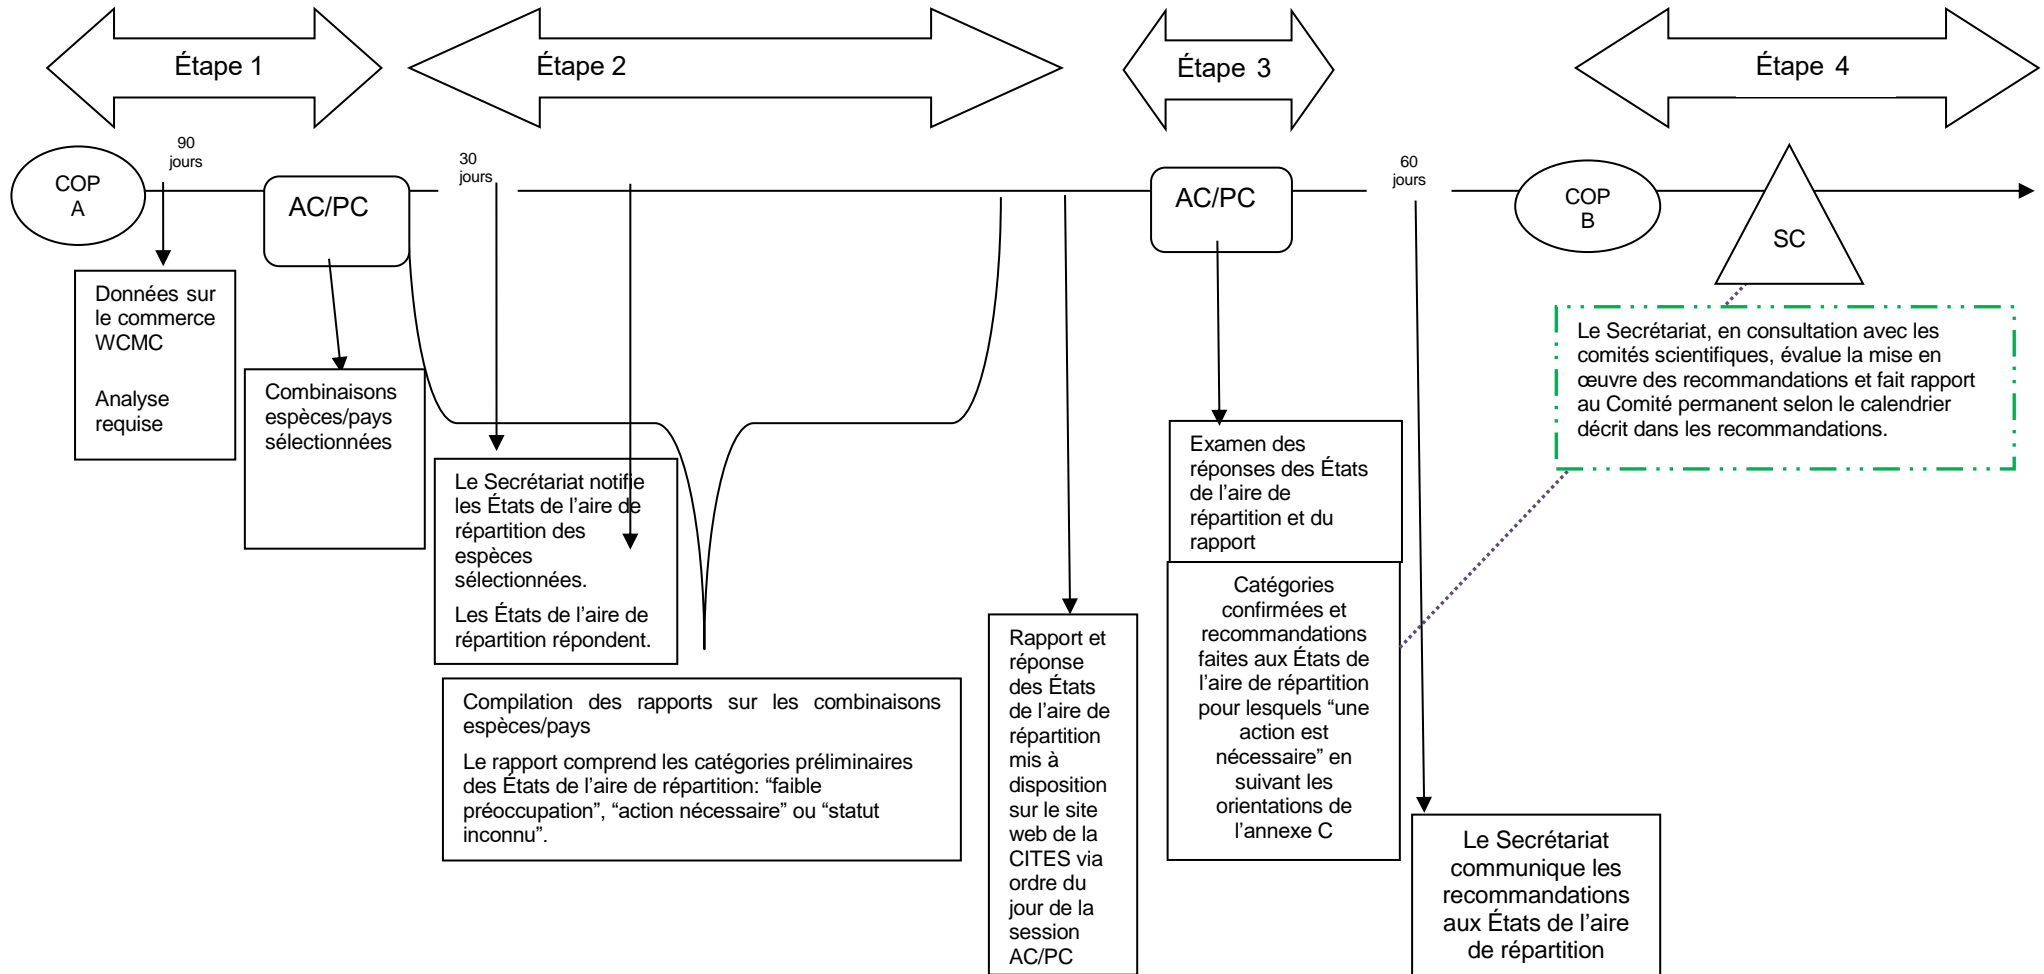 Étape 1
Étape 2
Étape 3
Étape 4
90
jours
30
jours
60
jours
COP
A
AC/PC
AC/PC
COP
B
SC
Données sur
le commerce
WCMC
Analyse
requise
Combinaisons
espèces/pays
sélectionnées
Le Secrétariat notifie
les États de l’aire de
répartition des
espèces
sélectionnées.
Les États de l’aire de
répartition répondent.
Compilation des rapports sur les combinaisons
espèces/pays
Le rapport comprend les catégories préliminaires
des États de l’aire de répartition: “faible
préoccupation”, “action nécessaire” ou “statut
inconnu”.
Rapport et
réponse
des États
de l’aire de
répartition
mis à
disposition
sur le site
web de la
CITES via
ordre du
jour de la
session
AC/PC
Examen des
réponses des États
de l’aire de
répartition et du
rapport
Catégories
confirmées et
recommandations
faites aux États de
l’aire de répartition
pour lesquels “une
action est
nécessaire” en
suivant les
orientations de
l’annexe C
Le Secrétariat
communique les
recommandations
aux États de l’aire
de répartition
Le Secrétariat, en consultation avec les
comités scientifiques, évalue la mise en
œuvre des recommandations et fait rapport
au Comité permanent selon le calendrier
décrit dans les recommandations.